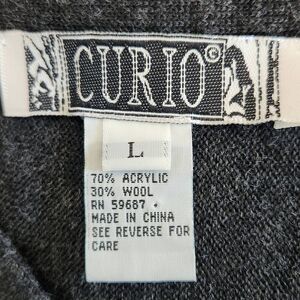 CURIO©
L
70% ACRYLIC
30% WOOL
RN 59687
MADE IN CHINA
SEE REVERSE FOR
CARE